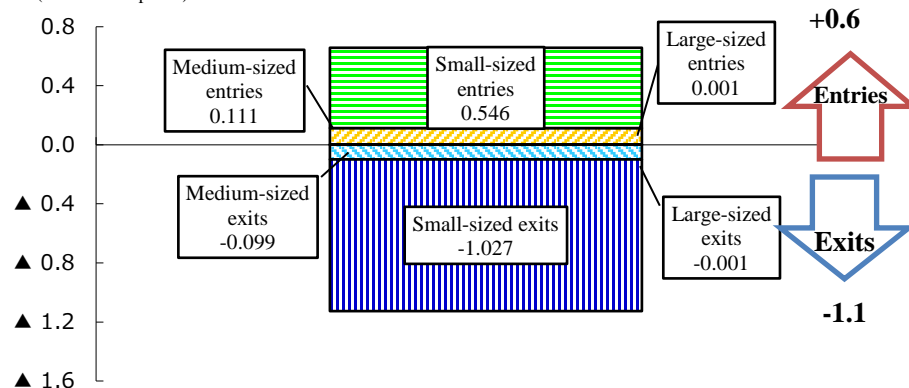 0.8
0.4
0.0
▲ 0.4
▲ 0.8
▲ 1.2
▲ 1.6
Medium-sized
entries
0.111
Small-sized
entries
0.546
Large-sized
entries
0.001
+0.6
Entries
Medium-sized
exits
-0.099
Small-sized exits
-1.027
Large-sized
exits
-0.001
Exits
-1.1